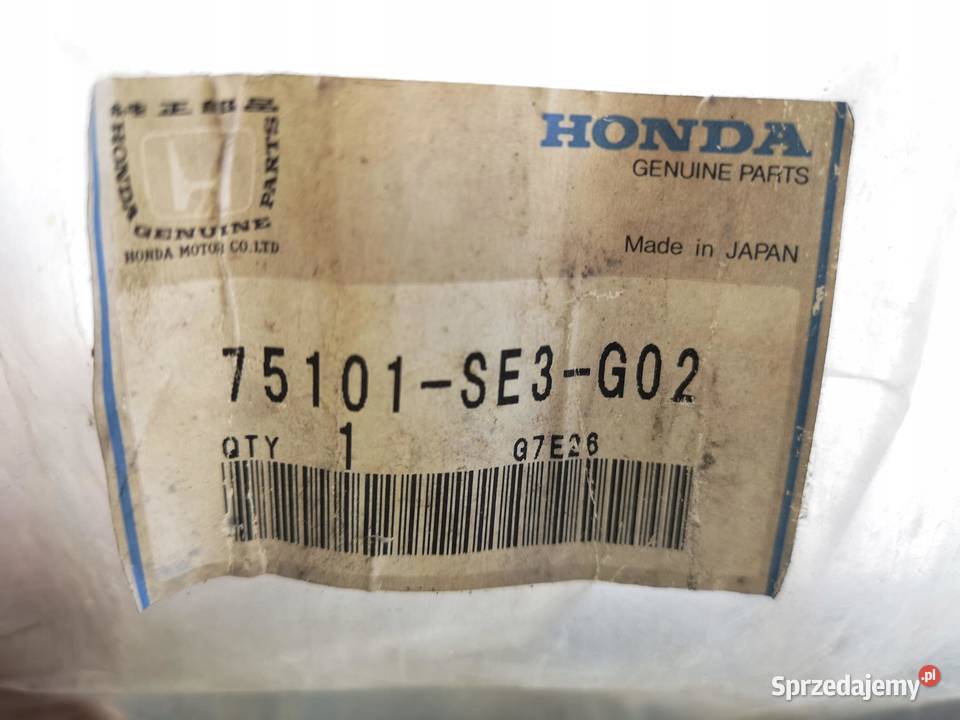 純正部品
HONDA GENUINE PARTS
HONDA MOTOR CO.LTD
HONDA
GENUINE PARTS
Made in JAPAN
75101-SE3-G02
QTY 1 G7E26
Sprzedajemy.pl